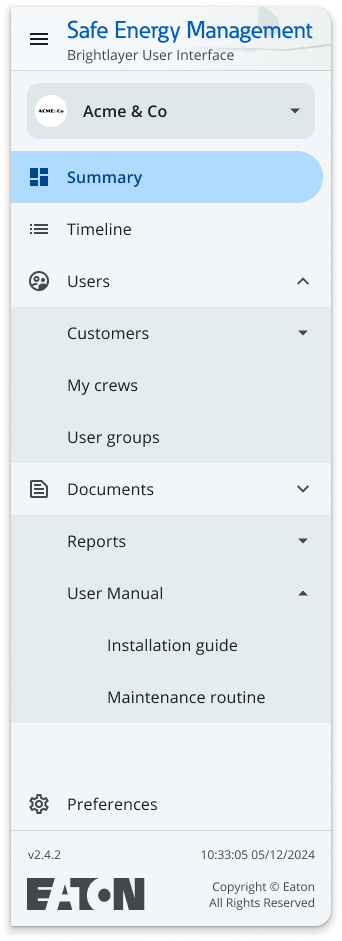 Safe Energy Management
Brightlayer User Interface
ACME&Co
Acme & Co
Summary
Timeline
Users
Customers
My crews
User groups
Documents
Reports
User Manual
Installation guide
Maintenance routine
Preferences
v2.4.2 10:33:05 05/12/2024
EATON
Copyright © Eaton
All Rights Reserved